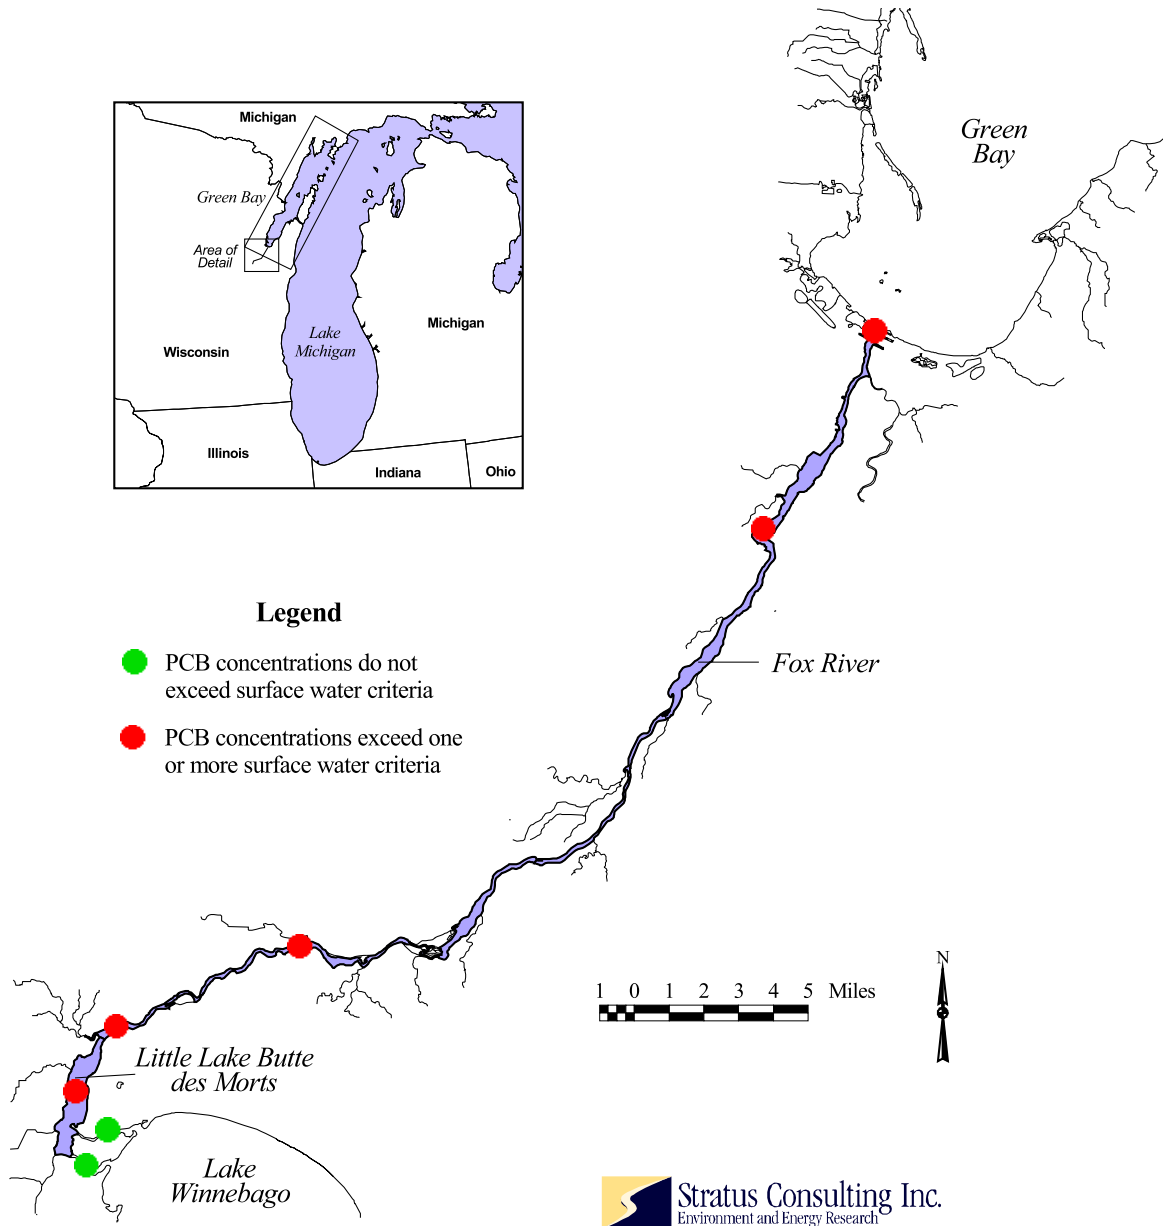 Michigan
Green Bay
Area of
Detail
Lake
Michigan
Michigan
Wisconsin
Illinois
Indiana
Ohio
Green
Bay
Legend
PCB concentrations do not
exceed surface water criteria
PCB concentrations exceed one
or more surface water criteria
Fox River
Little Lake Butte
des Morts
Lake
Winnebago
1 0 1 2 3 4 5 Miles
N
Stratus Consulting Inc.
Environment and Energy Research